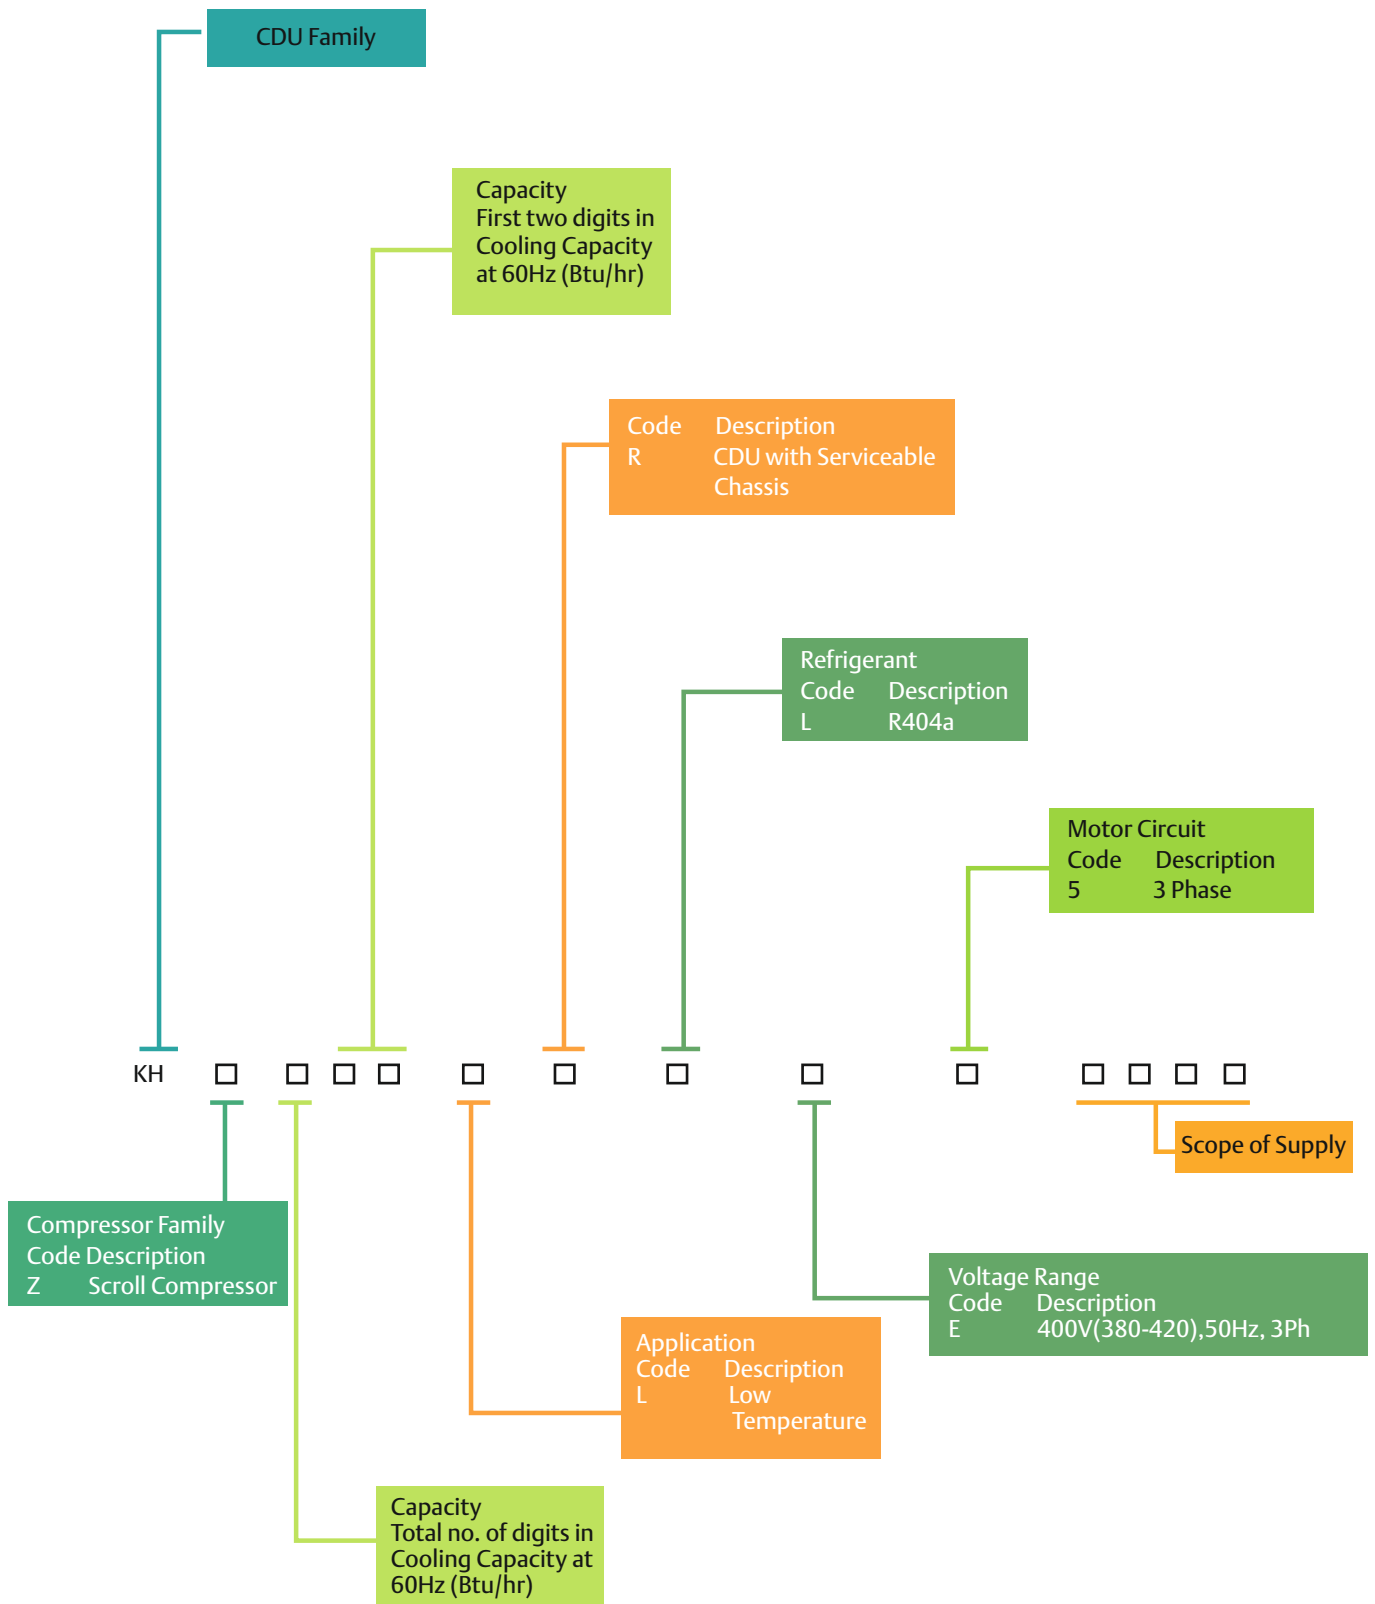 CDU Family
Capacity
First two digits in
Cooling Capacity
at 60Hz (Btu/hr)
Code Description
R CDU with Serviceable
Chassis
Refrigerant
Code Description
L R404a
Motor Circuit
Code Description
5 3 Phase
KH
Scope of Supply
Compressor Family
Code Description
Z Scroll Compressor
Voltage Range
Code Description
E 400V(380-420),50Hz, 3Ph
Application
Code Description
L Low
Temperature
Capacity
Total no. of digits in
Cooling Capacity at
60Hz (Btu/hr)